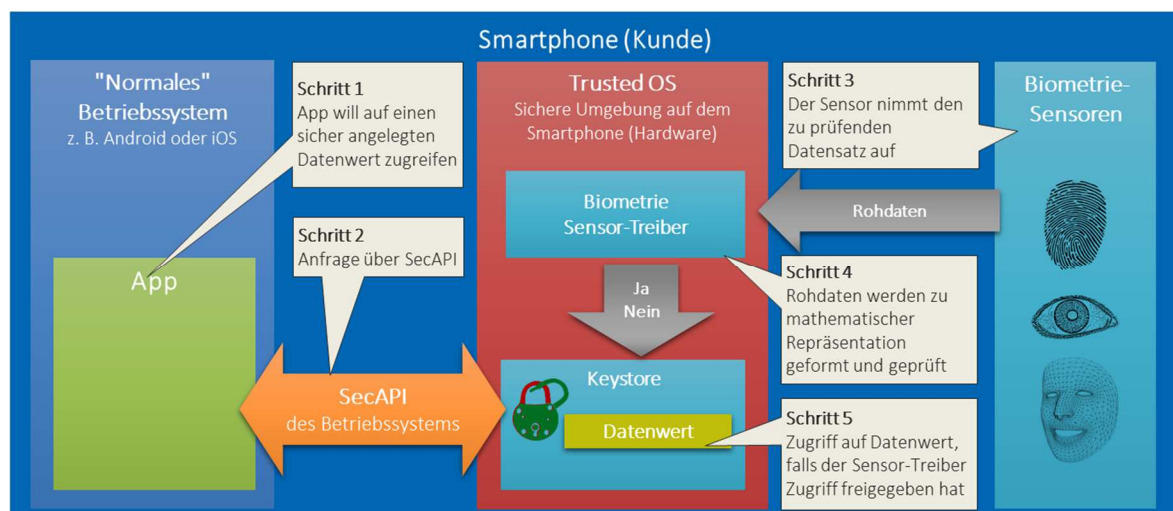 Smartphone (Kunde)
"Normales"
Betriebssystem
z. B. Android oder iOS
Schritt 1
App will auf einen
sicher angelegten
Datenwert zugreifen
Trusted OS
Sichere Umgebung auf dem
Smartphone (Hardware)
Schritt 3
Der Sensor nimmt den
zu prüfenden
Datensatz auf
Biometrie-
Sensoren
Biometrie
Sensor-Treiber
Rohdaten
Schritt 2
Anfrage über SecAPI
App
Ja
Nein
Schritt 4
Rohdaten werden zu
mathematischer
Repräsentation
geformt und geprüft
SecAPI
des Betriebssystems
Keystore
Datenwert
Schritt 5
Zugriff auf Datenwert,
falls der Sensor-Treiber
Zugriff freigegeben hat